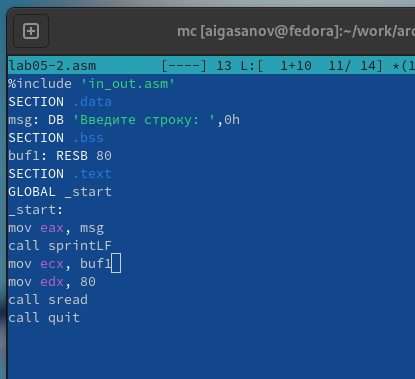 mc [aigasanov@fedora]:~/work/arc
lab05-2.asm [----] 13 L:[ 1+10 11/ 14] *(1
%include 'in_out.asm'
SECTION .data
msg: DB 'Введите строку: ',0h
SECTION .bss
buf1: RESB 80
SECTION .text
GLOBAL _start
_start:
mov eax, msg
call sprintLF
mov ecx, buf1
mov edx, 80
call sread
call quit